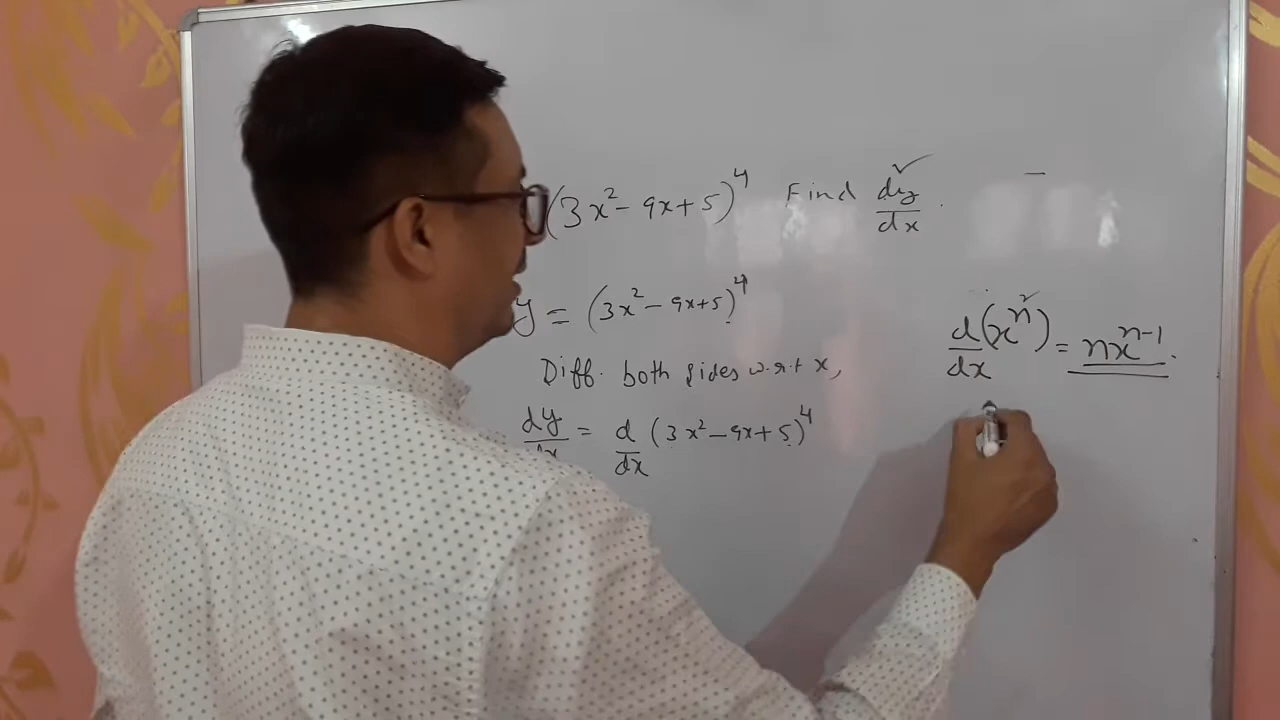 (3x² - 9x + 5)⁴ Find dy/dx .
y = (3x² - 9x + 5)⁴
Diff. both sides w.r.t x,
dy/dx = d/dx (3x² - 9x + 5)⁴
d/dx (xⁿ) = nxⁿ⁻¹ .